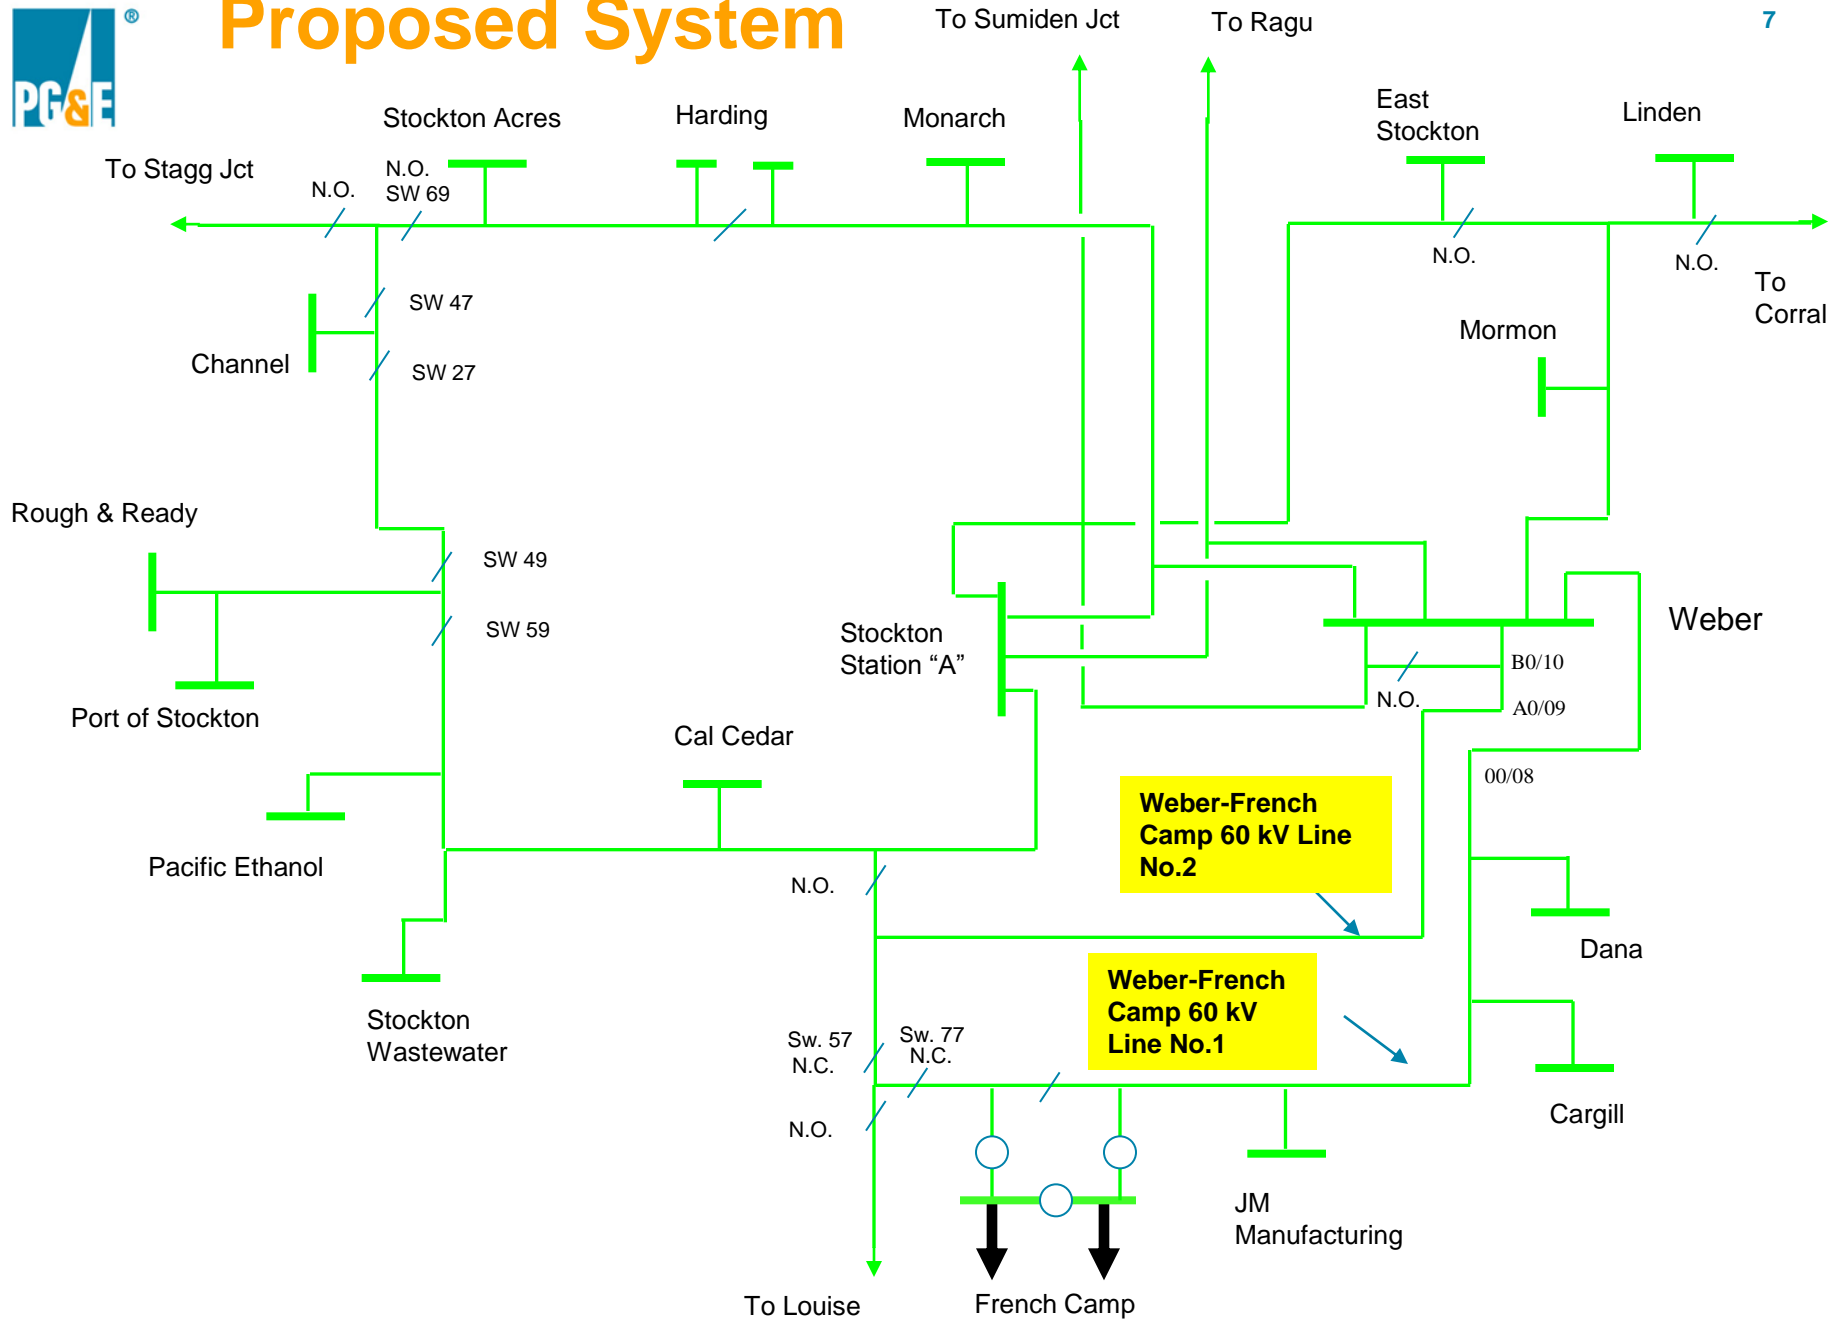 Proposed System
PG&E
®
7
To Sumiden Jct
To Ragu
Stockton Acres
Harding
Monarch
East
Stockton
Linden
To Stagg Jct
N.O.
N.O.
SW 69
N.O.
N.O.
To
Corral
SW 47
Channel
SW 27
Mormon
Rough & Ready
SW 49
SW 59
Stockton
Station “A”
Weber
B0/10
N.O.
A0/09
Port of Stockton
Cal Cedar
00/08
Weber-French
Camp 60 kV Line
No.2
Pacific Ethanol
N.O.
Dana
Weber-French
Camp 60 kV
Line No.1
Stockton
Wastewater
Sw. 57
N.C.
Sw. 77
N.C.
Cargill
N.O.
JM
Manufacturing
To Louise
French Camp